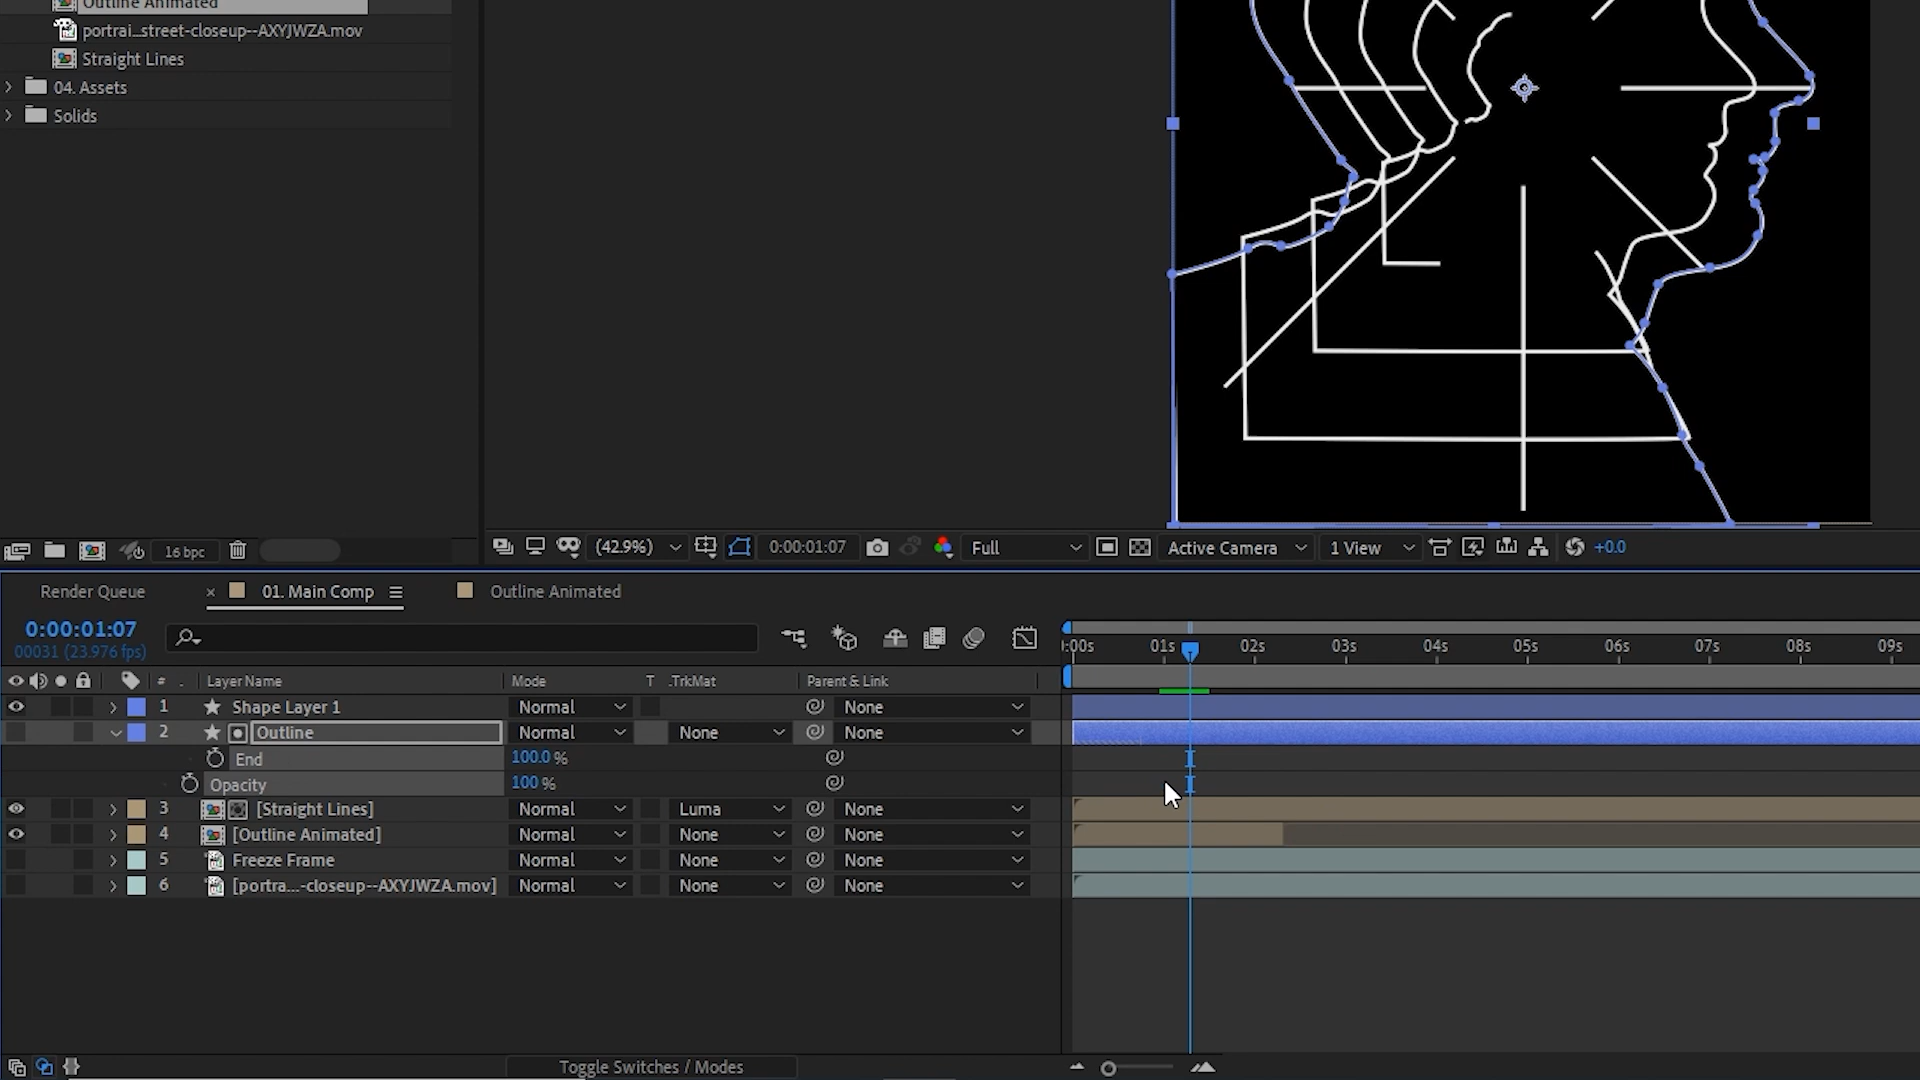 Outline Animated
portrai...street-closeup--AXYJWZA.mov
Straight Lines
04. Assets
Solids
16 bpc
(42.9%)
0:00:01:07
Full
Active Camera
1 View
+0.0
Render Queue
× 01. Main Comp
Outline Animated
0:00:01:07
00031 (23.976 fps)
:00s 01s 02s 03s 04s 05s 06s 07s 08s 09s
# . Layer Name Mode T .TrkMat Parent & Link
1 Shape Layer 1 Normal None
2 Outline Normal None None
End 100.0 %
Opacity 100 %
3 [Straight Lines] Normal Luma None
4 [Outline Animated] Normal None None
5 Freeze Frame Normal None None
6 [portra...-closeup--AXYJWZA.mov] Normal None None
Toggle Switches / Modes